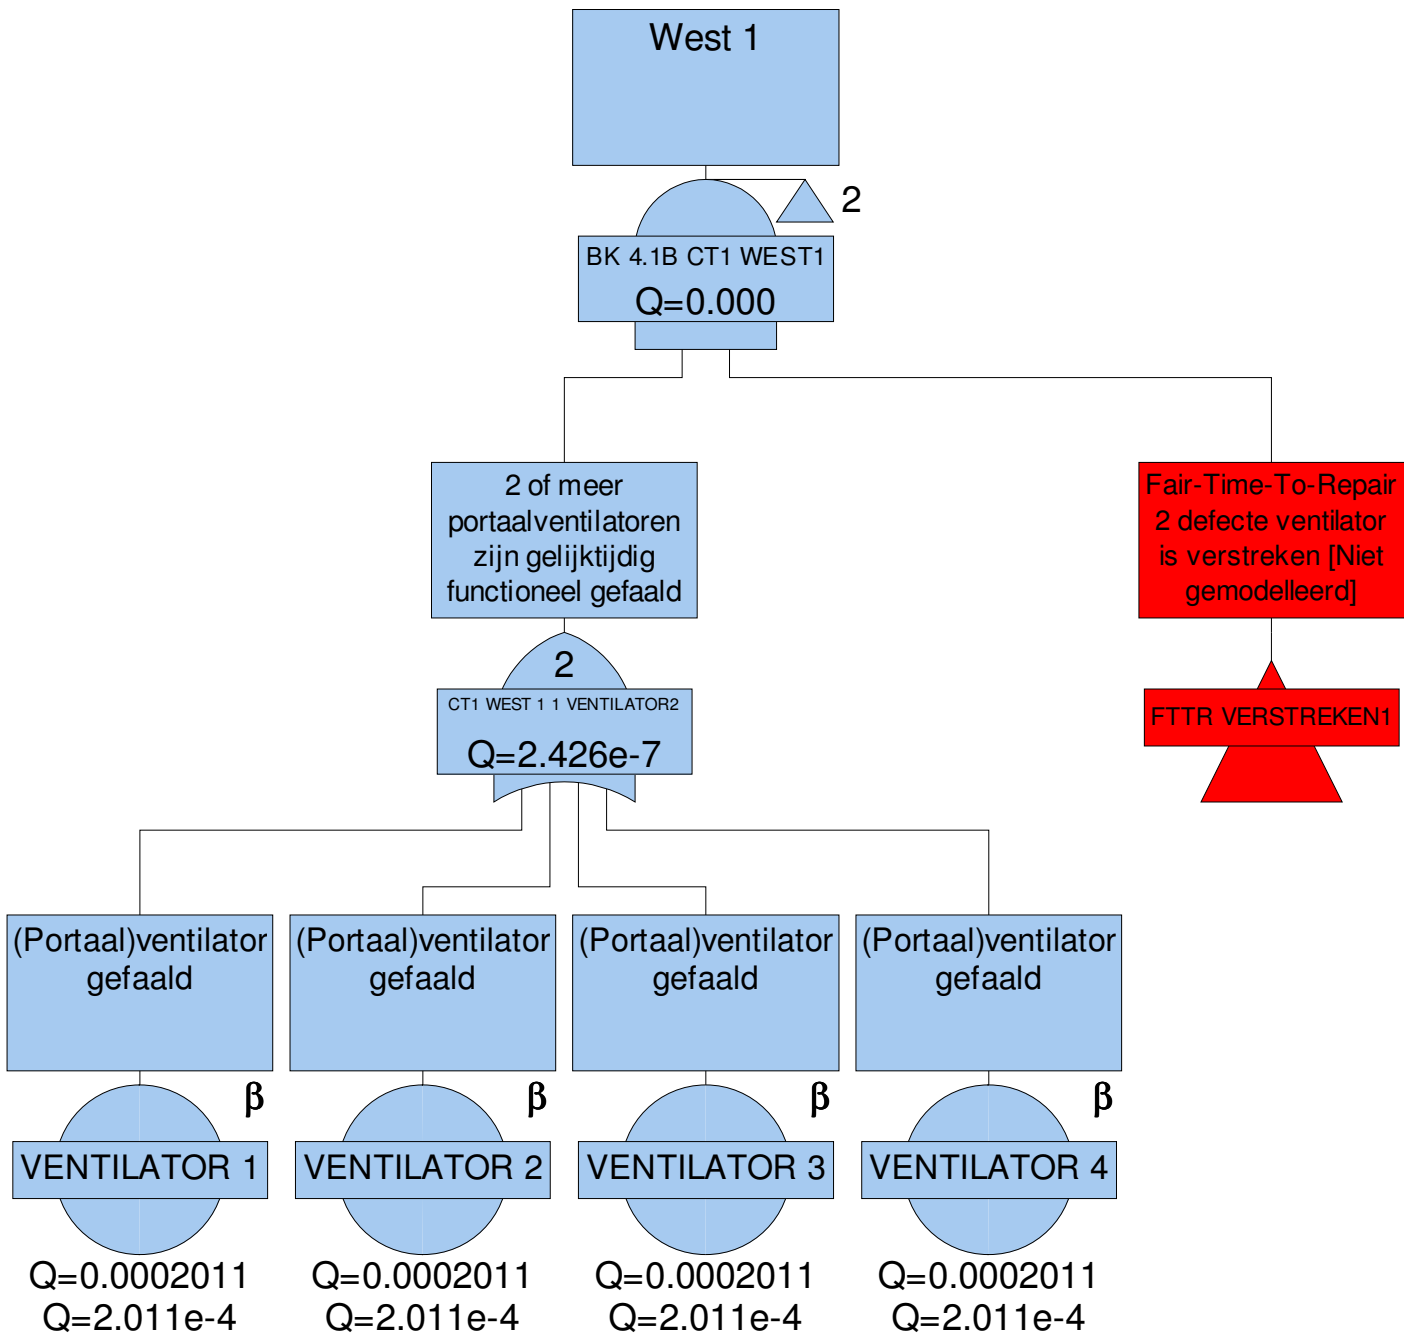 West 1
2
BK 4.1B CT1 WEST1
Q=0.000
2 of meer
portaalventilatoren
zijn gelijktijdig
functioneel gefaald
Fair-Time-To-Repair
2 defecte ventilator
is verstreken [Niet
gemodelleerd]
2
CT1 WEST 1 1 VENTILATOR2
Q=2.426e-7
FTTR VERSTREKEN1
(Portaal)ventilator
gefaald
(Portaal)ventilator
gefaald
(Portaal)ventilator
gefaald
(Portaal)ventilator
gefaald
β
β
β
β
VENTILATOR 1
VENTILATOR 2
VENTILATOR 3
VENTILATOR 4
Q=0.0002011
Q=2.011e-4
Q=0.0002011
Q=2.011e-4
Q=0.0002011
Q=2.011e-4
Q=0.0002011
Q=2.011e-4